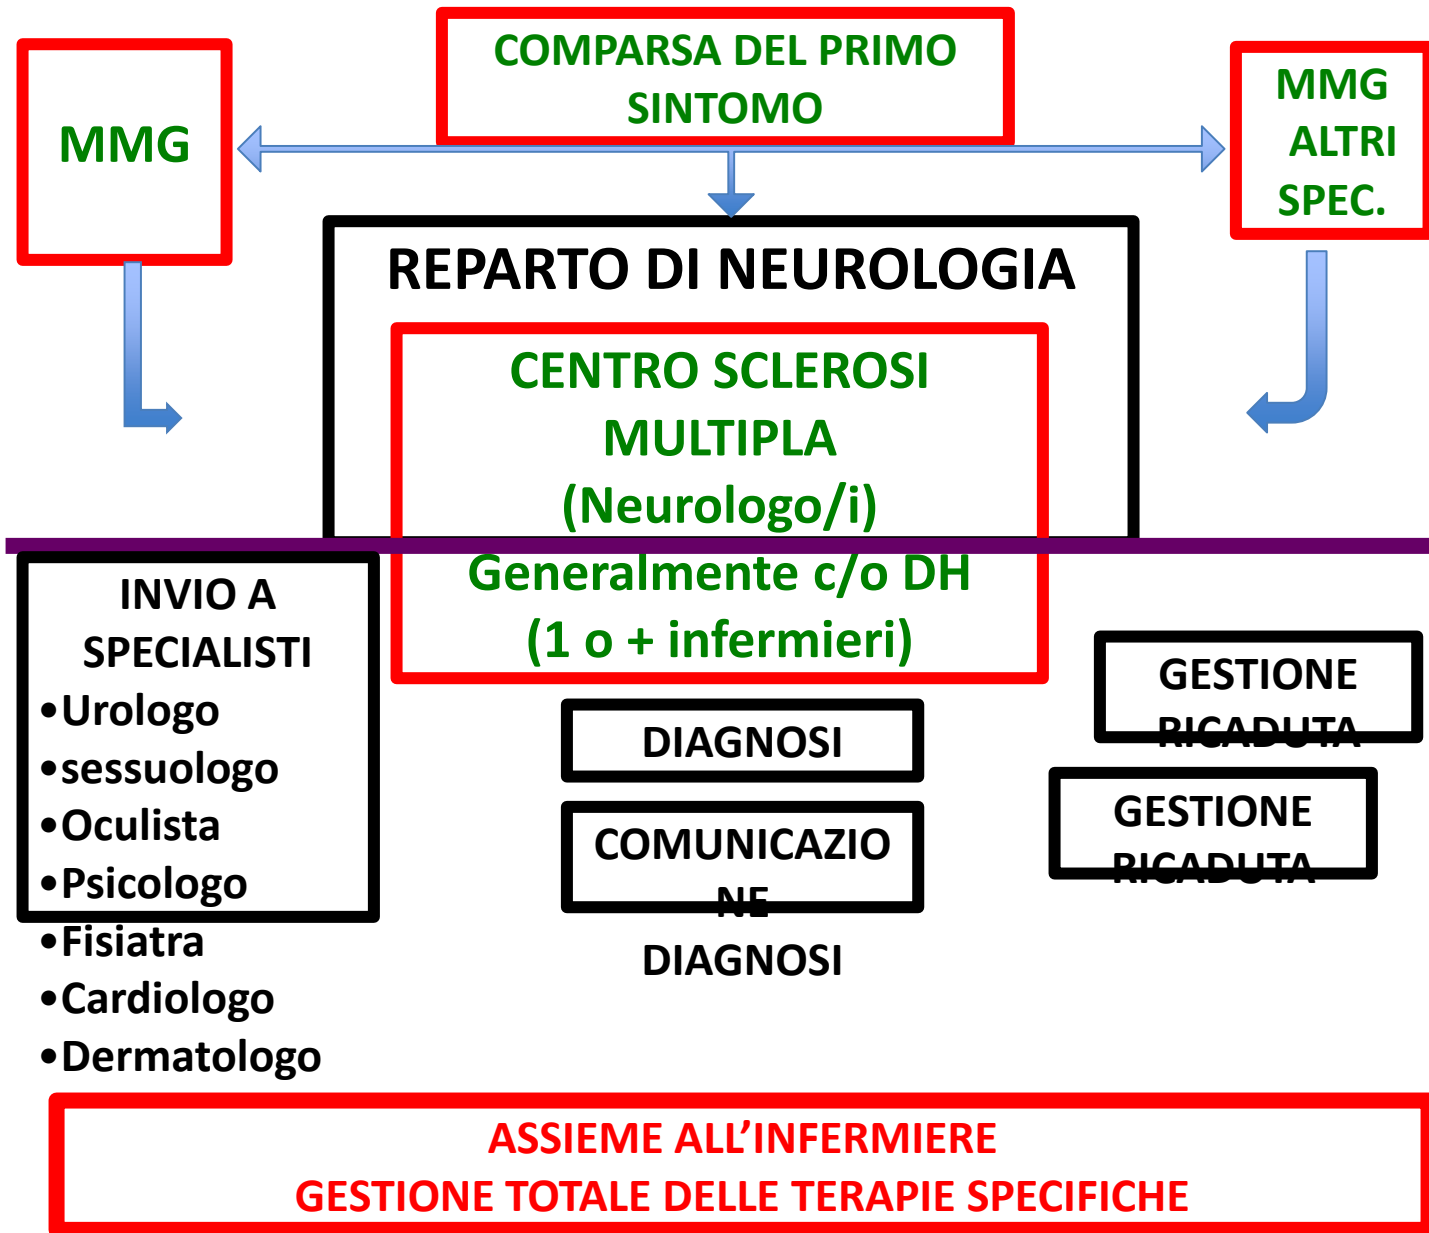 COMPARSA DEL PRIMO
SINTOMO
MMG
MMG
ALTRI
SPEC.
REPARTO DI NEUROLOGIA
CENTRO SCLEROSI
MULTIPLA
(Neurologo/i)
Generalmente c/o DH
(1 o + infermieri)
INVIO A
SPECIALISTI
•Urologo
•sessuologo
•Oculista
•Psicologo
•Fisiatra
•Cardiologo
•Dermatologo
DIAGNOSI
COMUNICAZIO
NE
DIAGNOSI
GESTIONE
RICADUTA
GESTIONE
RICADUTA
ASSIEME ALL’INFERMIERE
GESTIONE TOTALE DELLE TERAPIE SPECIFICHE